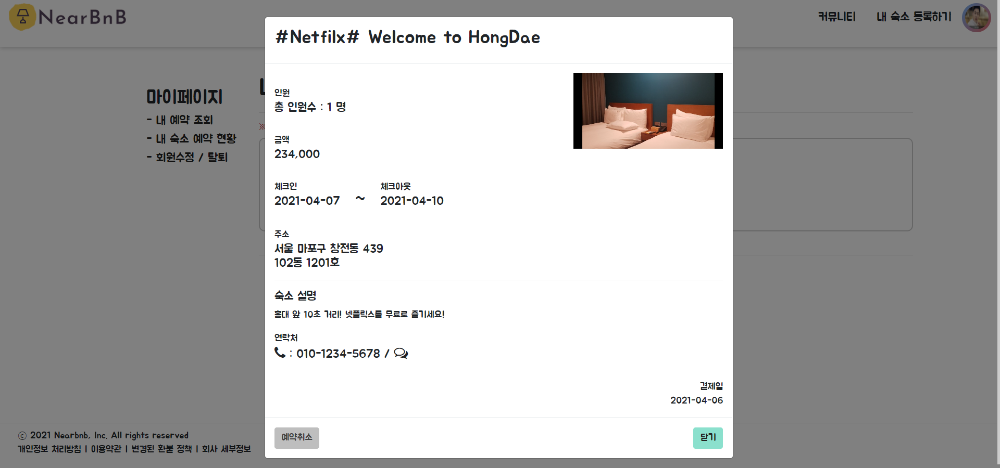 NearBnB
커뮤니티
내 숙소 등록하기
마이페이지
- 내 예약 조회
- 내 숙소 예약 현황
- 회원수정 / 탈퇴
※
#Netfilx# Welcome to HongDae
인원
총 인원수 : 1 명
금액
234,000
체크인 체크아웃
2021-04-07 ~ 2021-04-10
주소
서울 마포구 창전동 439
102동 1201호
숙소 설명
홍대 앞 10초 거리! 넷플릭스를 무료로 즐기세요!
연락처
: 010-1234-5678 /
결제일
2021-04-06
예약취소
닫기
ⓒ 2021 Nearbnb, Inc. All rights reserved
개인정보 처리방침 | 이용약관 | 변경된 환불 정책 | 회사 세부정보